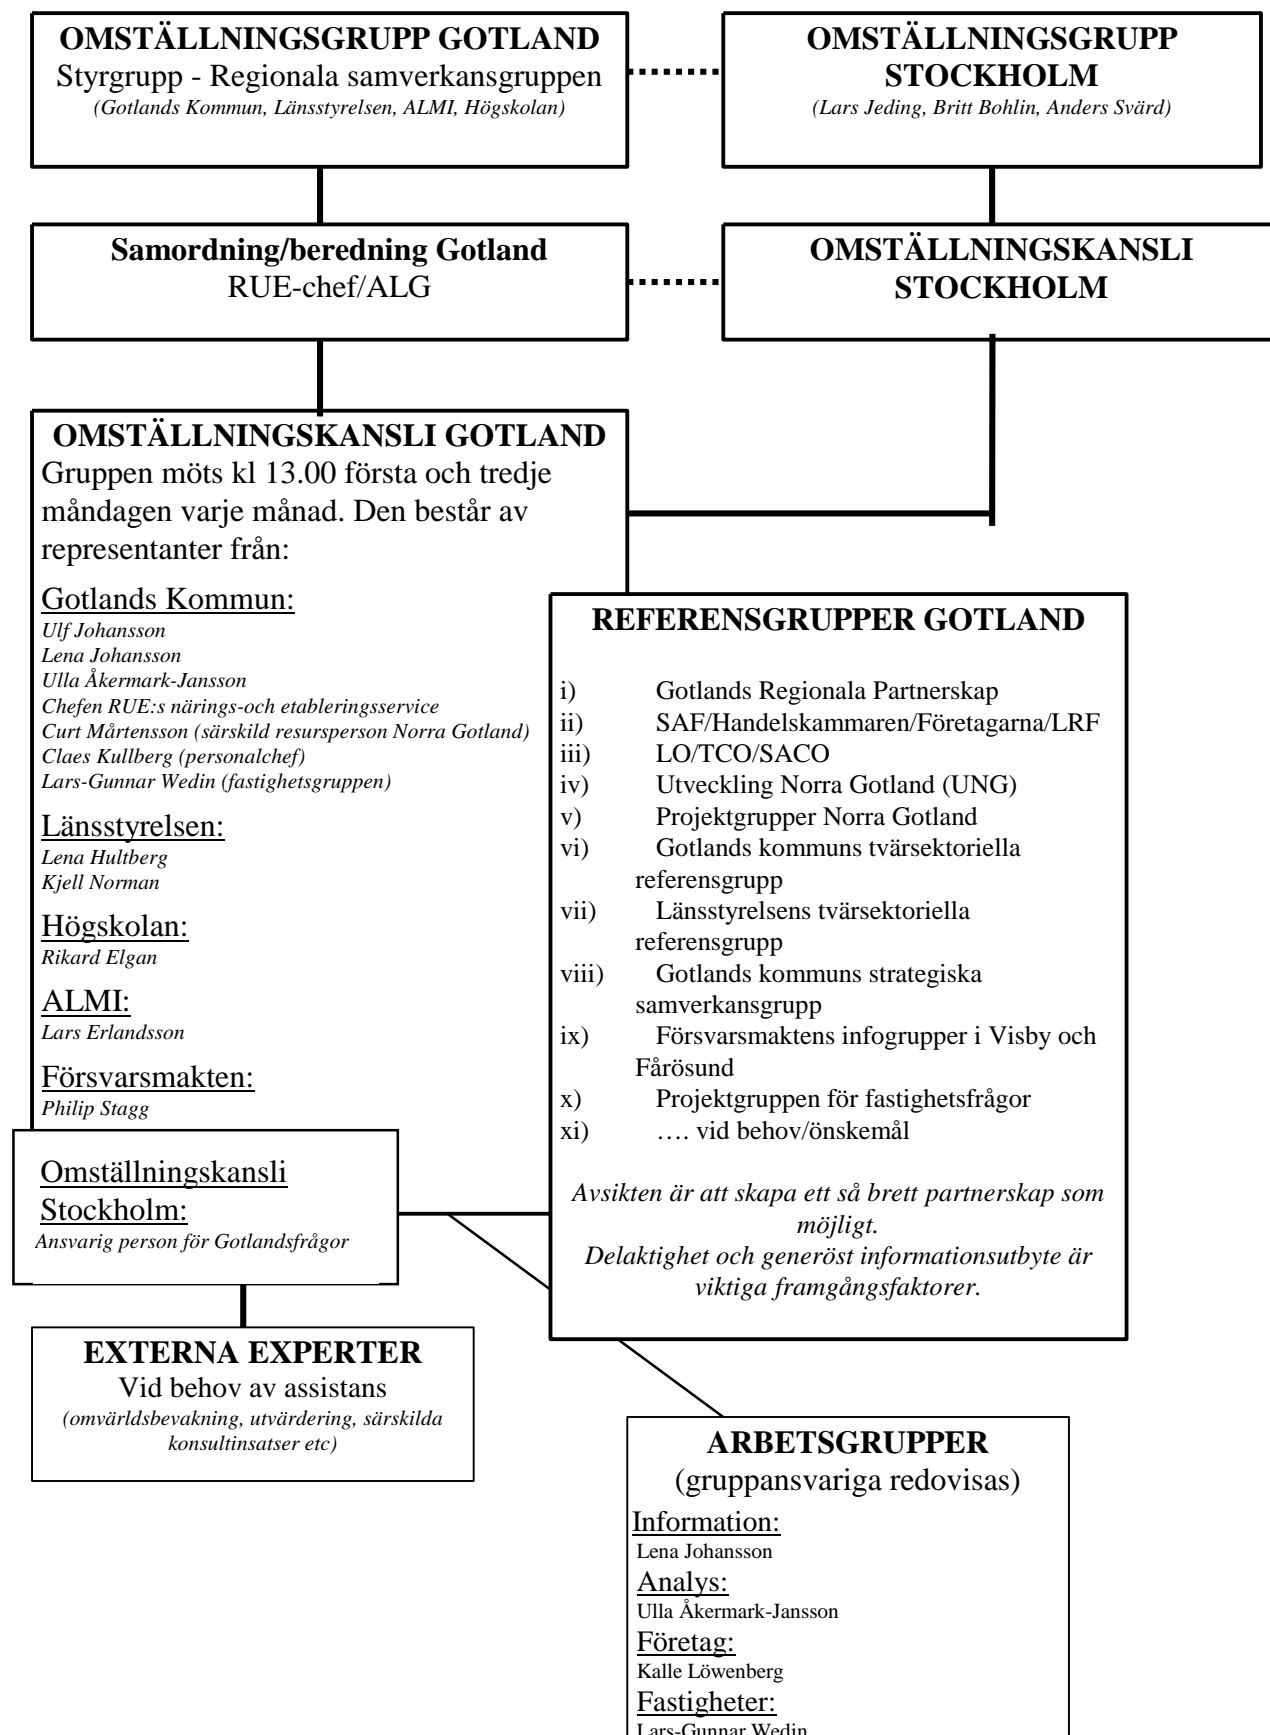 OMSTÄLLNINGSGRUPP GOTLAND
Styrgrupp - Regionala samverkansgruppen
(Gotlands Kommun, Länsstyrelsen, ALMI, Högskolan)
OMSTÄLLNINGSGRUPP
STOCKHOLM
(Lars Jeding, Britt Bohlin, Anders Svärd)
Samordning/beredning Gotland
RUE-chef/ALG
OMSTÄLLNINGSKANSLI
STOCKHOLM
OMSTÄLLNINGSKANSLI GOTLAND
Gruppen möts kl 13.00 första och tredje
måndagen varje månad. Den består av
representanter från:
Gotlands Kommun:
Ulf Johansson
Lena Johansson
Ulla Åkermark-Jansson
Chefen RUE:s närings-och etableringsservice
Curt Mårtensson (särskild resursperson Norra Gotland)
Claes Kullberg (personalchef)
Lars-Gunnar Wedin (fastighetsgruppen)
Länsstyrelsen:
Lena Hultberg
Kjell Norman
Högskolan:
Rikard Elgan
ALMI:
Lars Erlandsson
Försvarsmakten:
Philip Stagg
Omställningskansli
Stockholm:
Ansvarig person för Gotlandsfrågor
REFERENSGRUPPER GOTLAND
i) Gotlands Regionala Partnerskap
ii) SAF/Handelskammaren/Företagarna/LRF
iii) LO/TCO/SACO
iv) Utveckling Norra Gotland (UNG)
v) Projektgrupper Norra Gotland
vi) Gotlands kommuns tvärsektoriella
referensgrupp
vii) Länsstyrelsens tvärsektoriella
referensgrupp
viii) Gotlands kommuns strategiska
samverkansgrupp
ix) Försvarsmaktens infogrupper i Visby och
Fårösund
x) Projektgruppen för fastighetsfrågor
xi) …. vid behov/önskemål
Avsikten är att skapa ett så brett partnerskap som
möjligt.
Delaktighet och generöst informationsutbyte är
viktiga framgångsfaktorer.
EXTERNA EXPERTER
Vid behov av assistans
(omvärldsbevakning, utvärdering, särskilda
konsultinsatser etc)
ARBETSGRUPPER
(gruppansvariga redovisas)
Information:
Lena Johansson
Analys:
Ulla Åkermark-Jansson
Företag:
Kalle Löwenberg
Fastigheter:
Lars-Gunnar Wedin